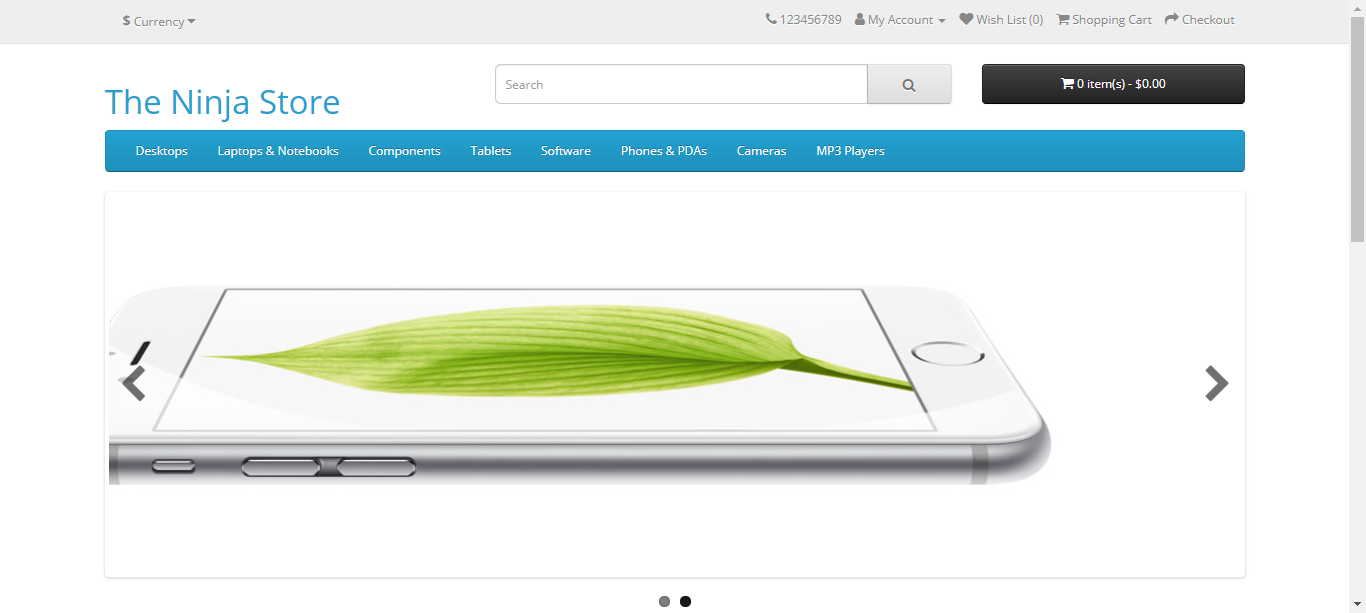 $ Currency
123456789 My Account Wish List (0) Shopping Cart Checkout
The Ninja Store
Search
0 item(s) - $0.00
Desktops Laptops & Notebooks Components Tablets Software Phones & PDAs Cameras MP3 Players